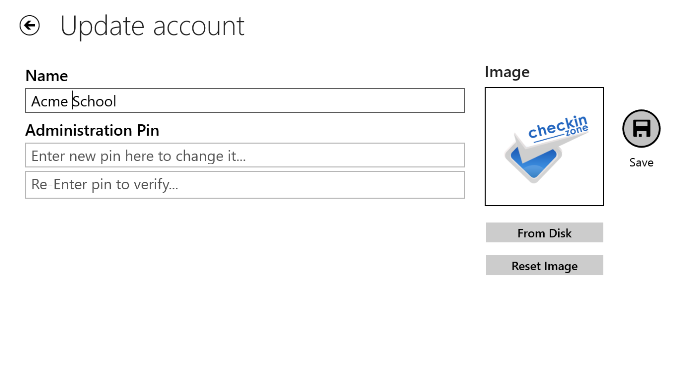 Update account
Name
Acme School
Administration Pin
Enter new pin here to change it...
Re Enter pin to verify...
Image
checkin
zone
Save
From Disk
Reset Image